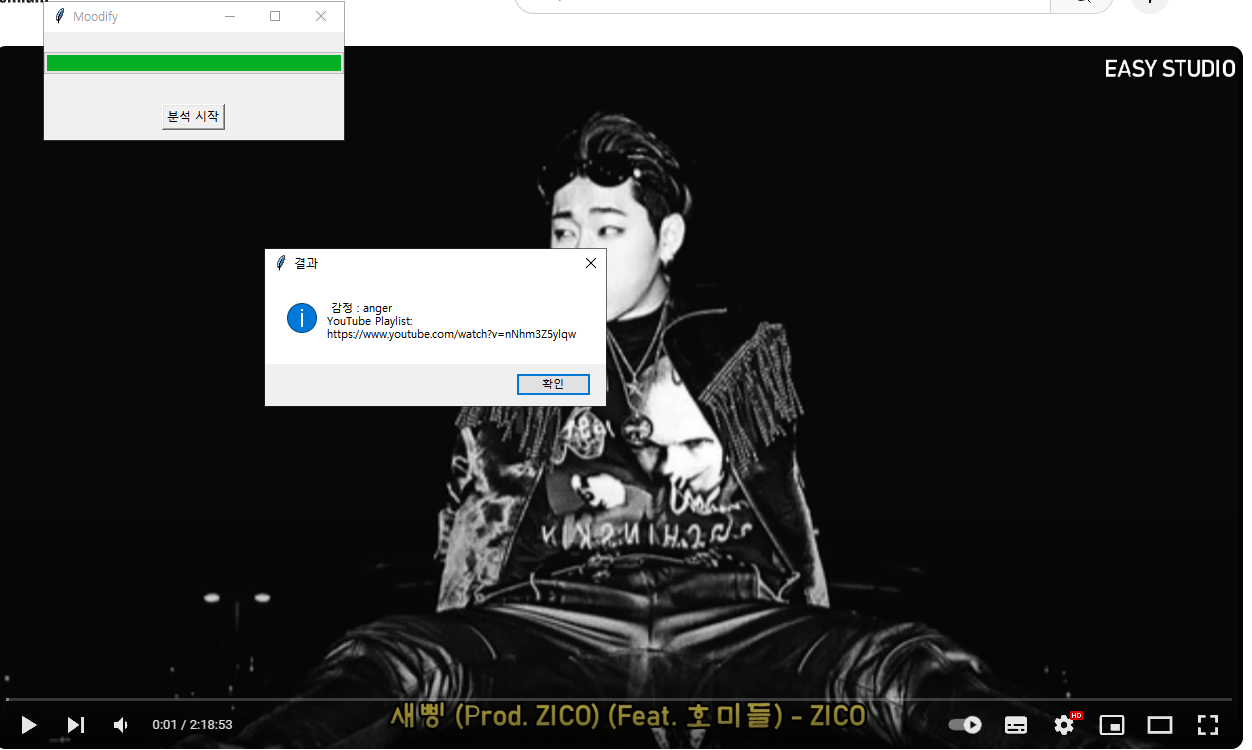 Moodify
EASY STUDIO
분석 시작
결과
감정 : anger
YouTube Playlist:
https://www.youtube.com/watch?v=nNhm3Z5ylqw
확인
새삥 (Prod. ZICO) (Feat. 호미들) - ZICO
0:01 / 2:18:53
HD